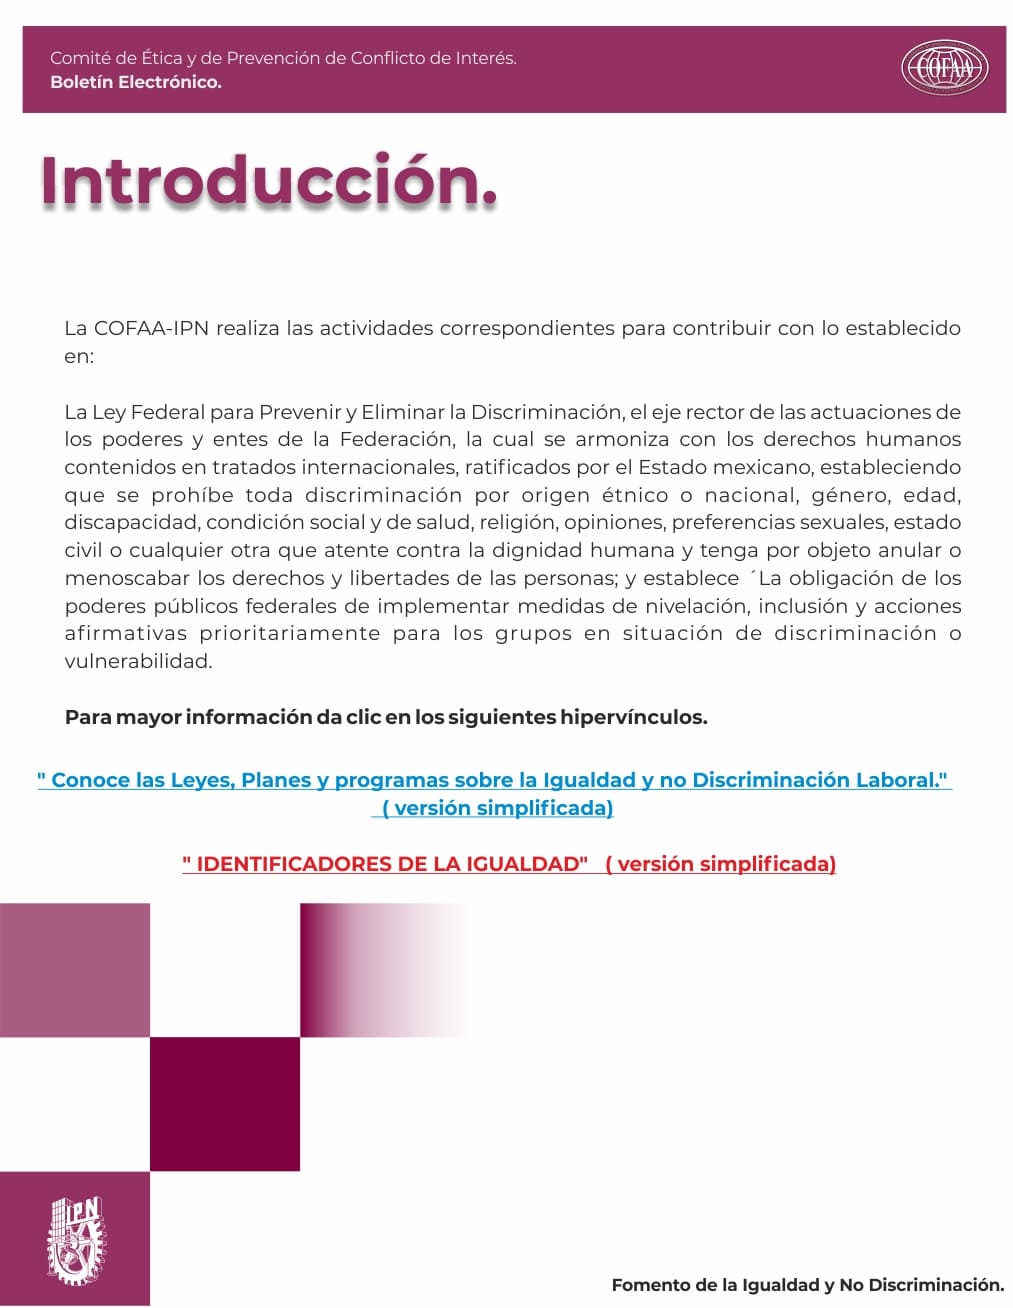 Comité de Ética y de Prevención de Conflicto de Interés.
Boletín Electrónico.
COFAA
Introducción.
La COFAA-IPN realiza las actividades correspondientes para contribuir con lo establecido
en:
La Ley Federal para Prevenir y Eliminar la Discriminación, el eje rector de las actuaciones de
los poderes y entes de la Federación, la cual se armoniza con los derechos humanos
contenidos en tratados internacionales, ratificados por el Estado mexicano, estableciendo
que se prohíbe toda discriminación por origen étnico o nacional, género, edad,
discapacidad, condición social y de salud, religión, opiniones, preferencias sexuales, estado
civil o cualquier otra que atente contra la dignidad humana y tenga por objeto anular o
menoscabar los derechos y libertades de las personas; y establece ´La obligación de los
poderes públicos federales de implementar medidas de nivelación, inclusión y acciones
afirmativas prioritariamente para los grupos en situación de discriminación o
vulnerabilidad.
Para mayor información da clic en los siguientes hipervínculos.
" Conoce las Leyes, Planes y programas sobre la Igualdad y no Discriminación Laboral."
( versión simplificada)
" IDENTIFICADORES DE LA IGUALDAD" ( versión simplificada)
IPN
Fomento de la Igualdad y No Discriminación.